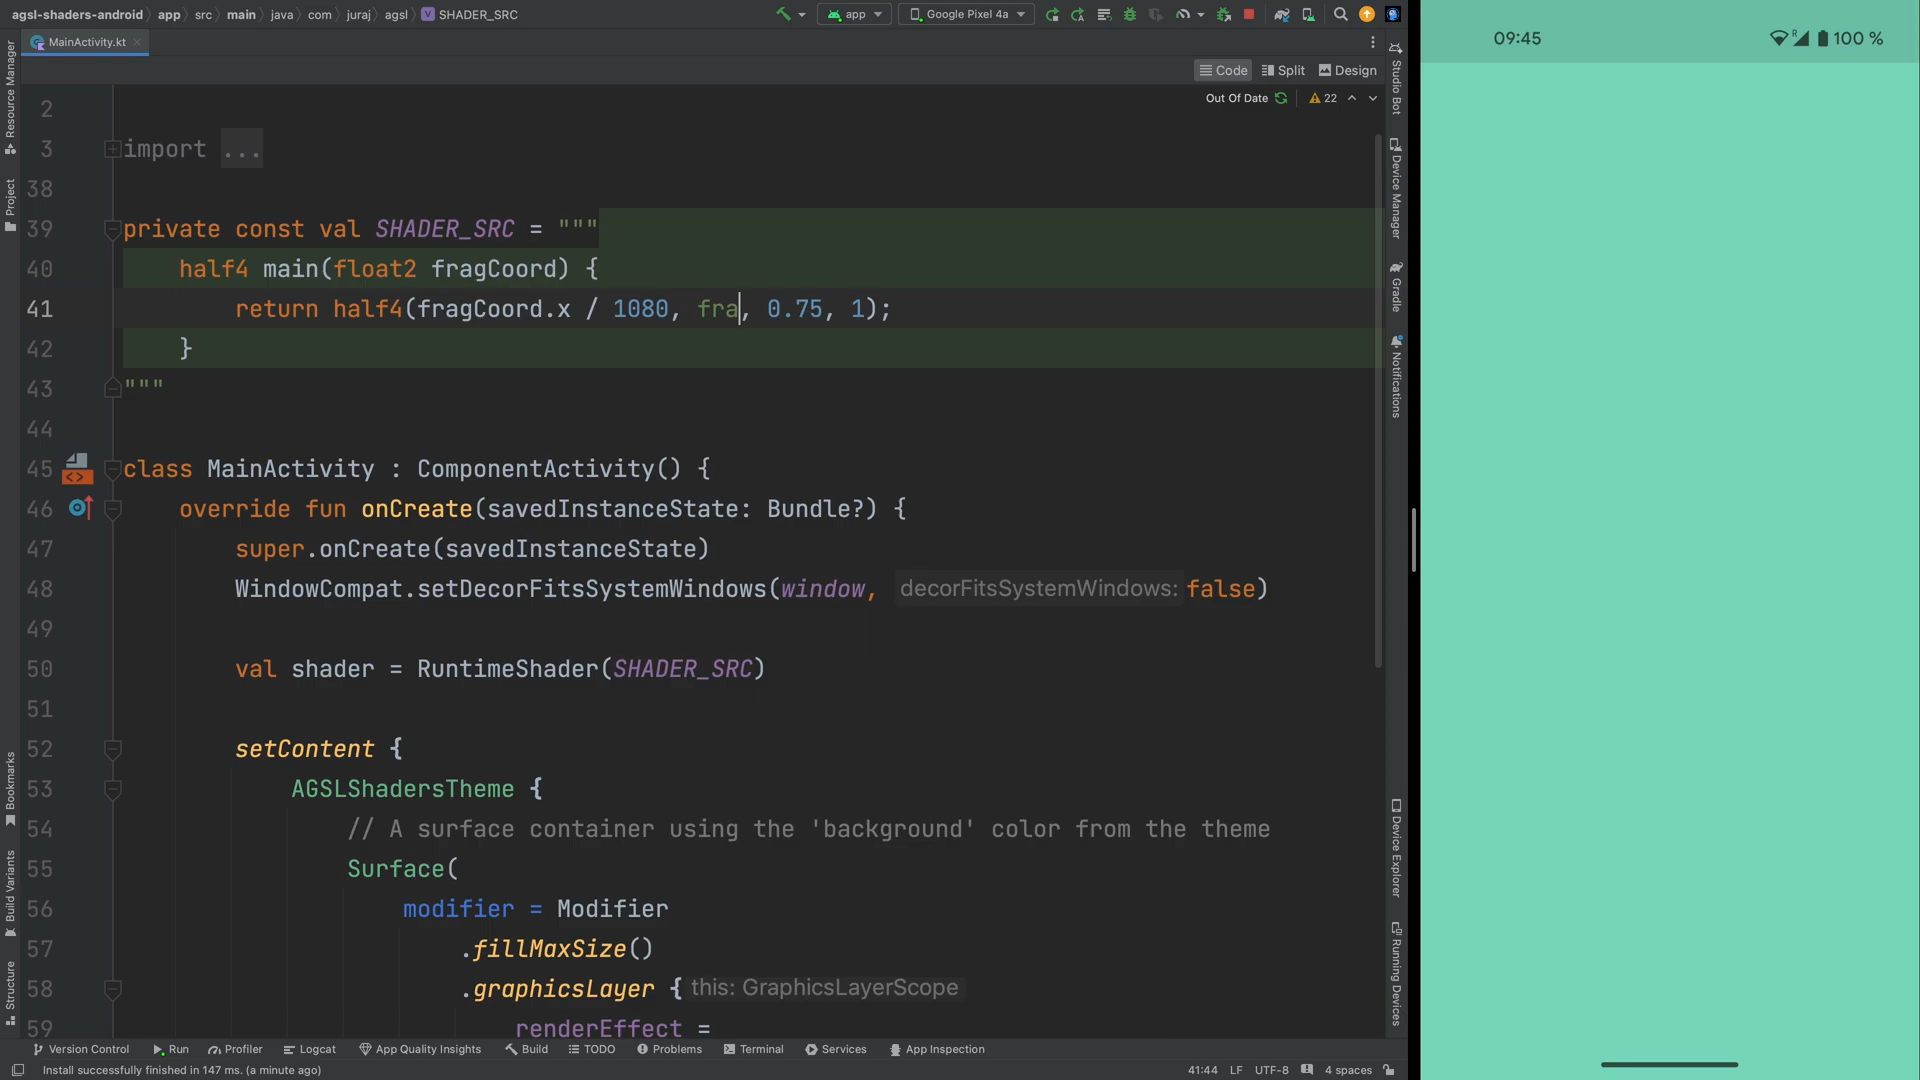 agsl-shaders-android app src main java com juraj agsl SHADER_SRC
app
Google Pixel 4a
MainActivity.kt
Code Split Design
Out Of Date 22
2
3 import ...
38
39 private const val SHADER_SRC = """
40 half4 main(float2 fragCoord) {
41 return half4(fragCoord.x / 1080, fra, 0.75, 1);
42 }
43 """
44
45 class MainActivity : ComponentActivity() {
46 override fun onCreate(savedInstanceState: Bundle?) {
47 super.onCreate(savedInstanceState)
48 WindowCompat.setDecorFitsSystemWindows(window, decorFitsSystemWindows: false)
49
50 val shader = RuntimeShader(SHADER_SRC)
51
52 setContent {
53 AGSLShadersTheme {
54 // A surface container using the 'background' color from the theme
55 Surface(
56 modifier = Modifier
57 .fillMaxSize()
58 .graphicsLayer { this: GraphicsLayerScope
59 renderEffect =
Resource Manager
Project
Bookmarks
Build Variants
Structure
Studio Bot
Device Manager
Gradle
Notifications
Device Explorer
Running Devices
Version Control Run Profiler Logcat App Quality Insights Build TODO Problems Terminal Services App Inspection
Install successfully finished in 147 ms. (a minute ago)
41:44 LF UTF-8 4 spaces
09:45
R
100 %